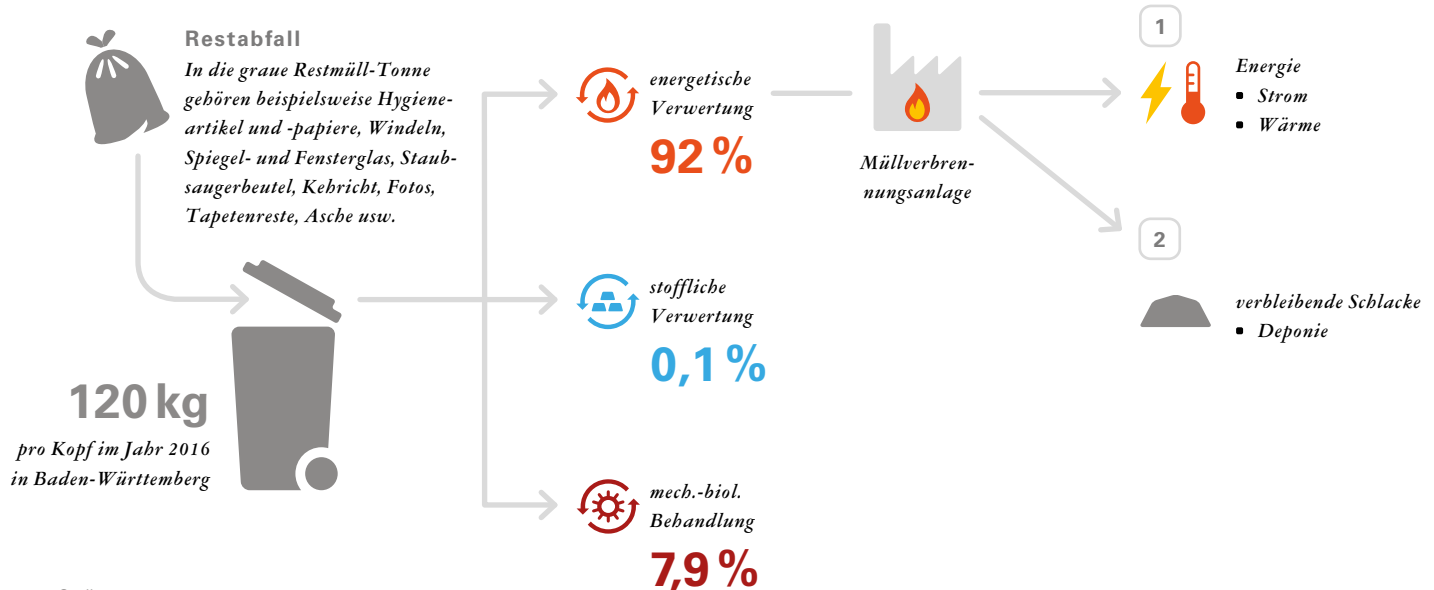 Restabfall
In die graue Restmüll-Tonne
gehören beispielsweise Hygiene-
artikel und -papiere, Windeln,
Spiegel- und Fensterglas, Staub-
saugerbeutel, Kehricht, Fotos,
Tapetenreste, Asche usw.
120 kg
pro Kopf im Jahr 2016
in Baden-Württemberg
energetische
Verwertung
92 %
stoffliche
Verwertung
0,1 %
mech.-biol.
Behandlung
7,9 %
Müllverbren-
nungsanlage
1
Energie
▪ Strom
▪ Wärme
2
verbleibende Schlacke
▪ Deponie